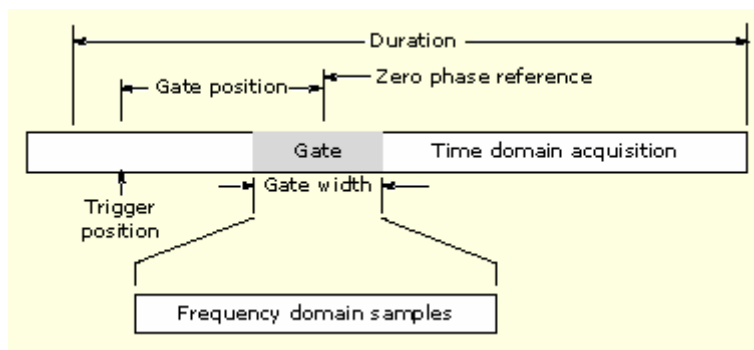 Duration
Gate position
Zero phase reference
Gate
Time domain acquisition
Gate width
Trigger
position
Frequency domain samples